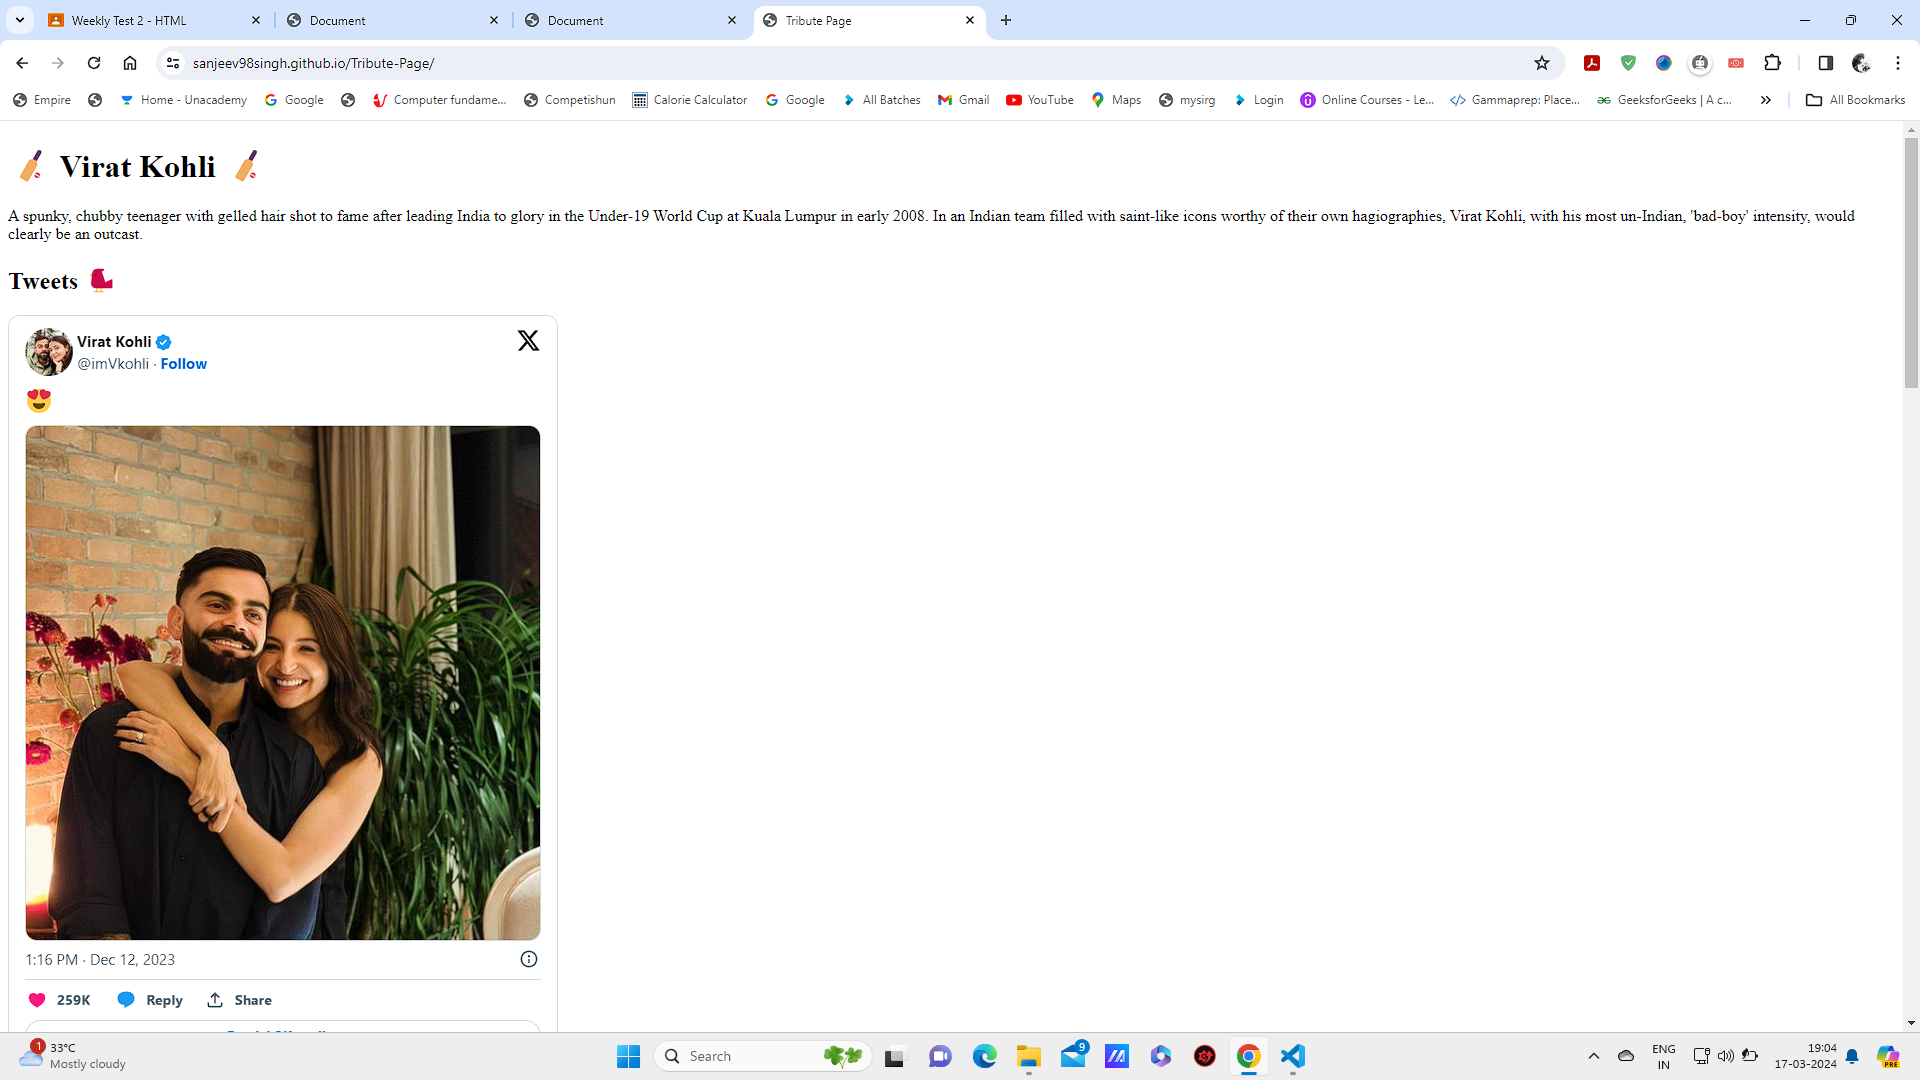 Weekly Test 2 - HTML
Document
Document
Tribute Page
sanjeev98singh.github.io/Tribute-Page/
Empire
Home - Unacademy
Google
Computer fundame...
Competishun
Calorie Calculator
Google
All Batches
Gmail
YouTube
Maps
mysirg
Login
Online Courses - Le...
Gammaprep: Place...
GeeksforGeeks | A c...
All Bookmarks
🏏 Virat Kohli 🏏
A spunky, chubby teenager with gelled hair shot to fame after leading India to glory in the Under-19 World Cup at Kuala Lumpur in early 2008. In an Indian team filled with saint-like icons worthy of their own hagiographies, Virat Kohli, with his most un-Indian, 'bad-boy' intensity, would
clearly be an outcast.
Tweets
Virat Kohli
@imVkohli · Follow
😍
1:16 PM · Dec 12, 2023
259K Reply Share
1
33°C
Mostly cloudy
Search
9
ENG
IN
19:04
17-03-2024
PRE